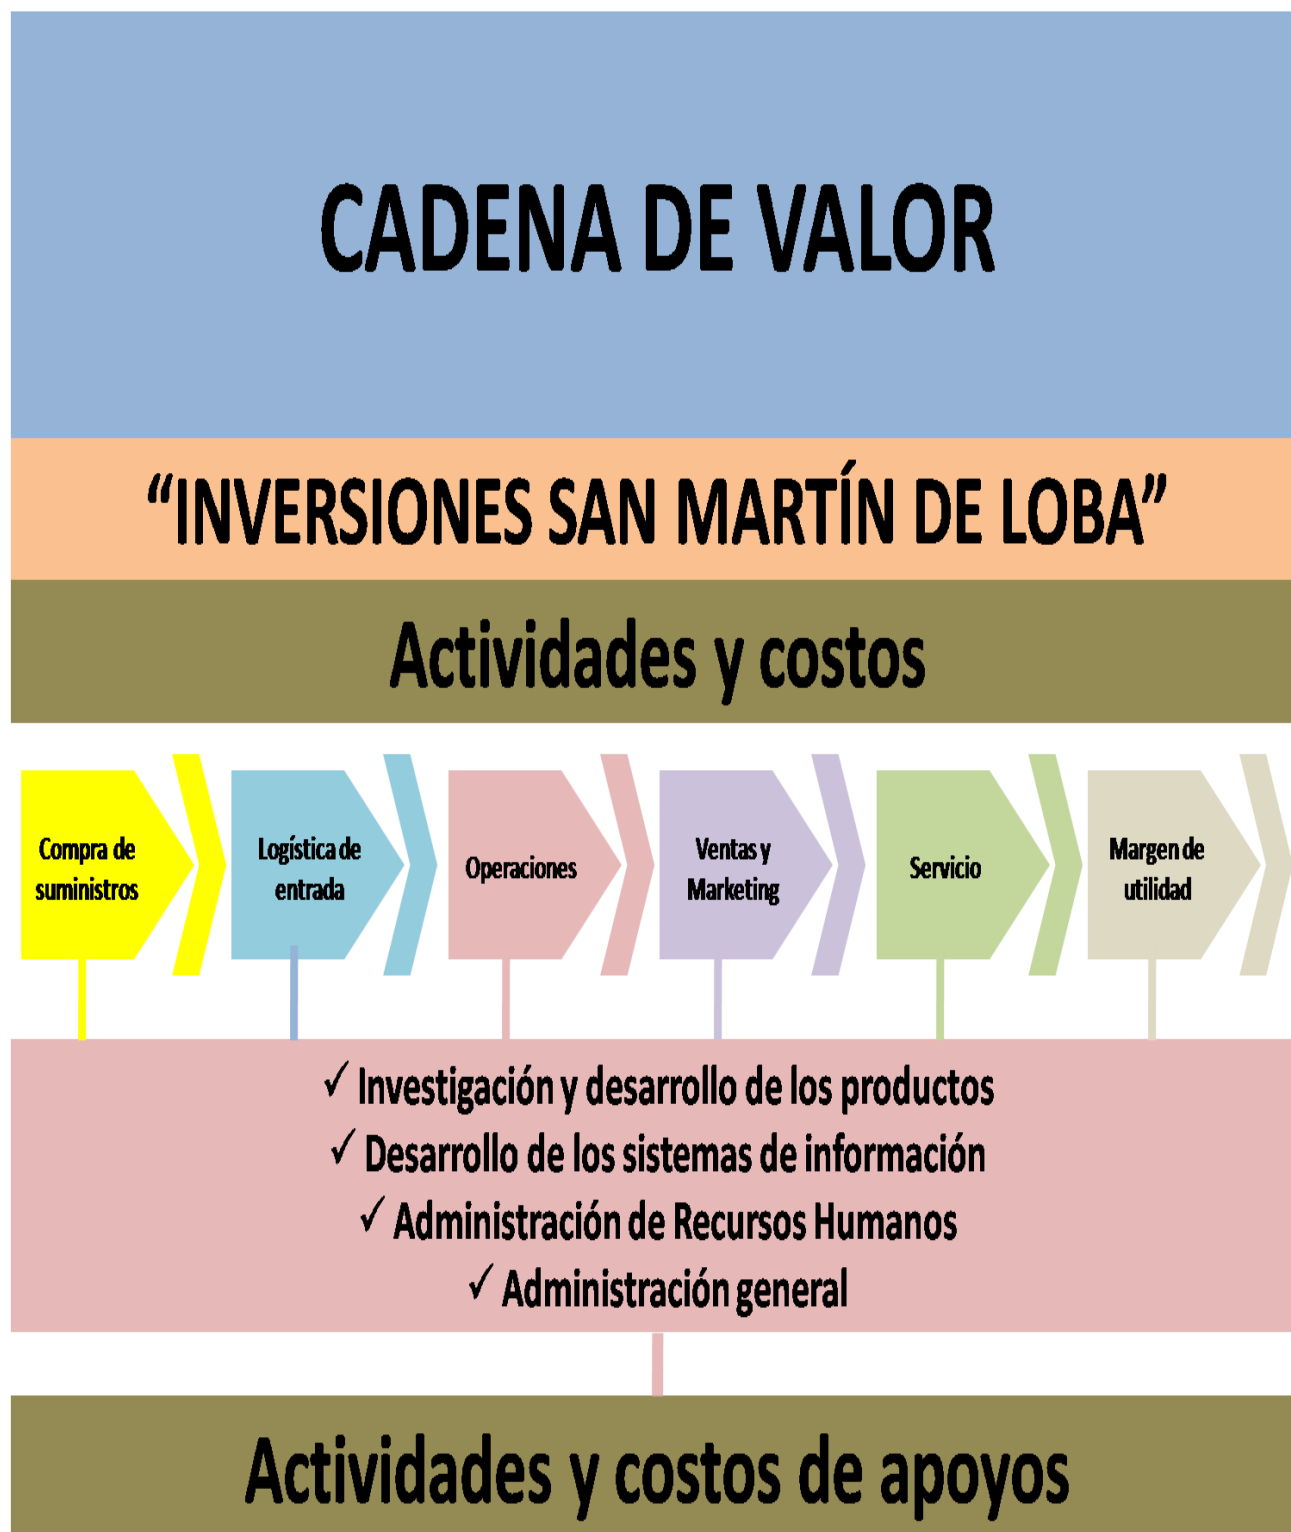 CADENA DE VALOR
“INVERSIONES SAN MARTÍN DE LOBA”
Actividades y costos
Compra de
suministros
Logística de
entrada
Operaciones
Ventas y
Marketing
Servicio
Margen de
utilidad
✓ Investigación y desarrollo de los productos
✓ Desarrollo de los sistemas de información
✓ Administración de Recursos Humanos
✓ Administración general
Actividades y costos de apoyos